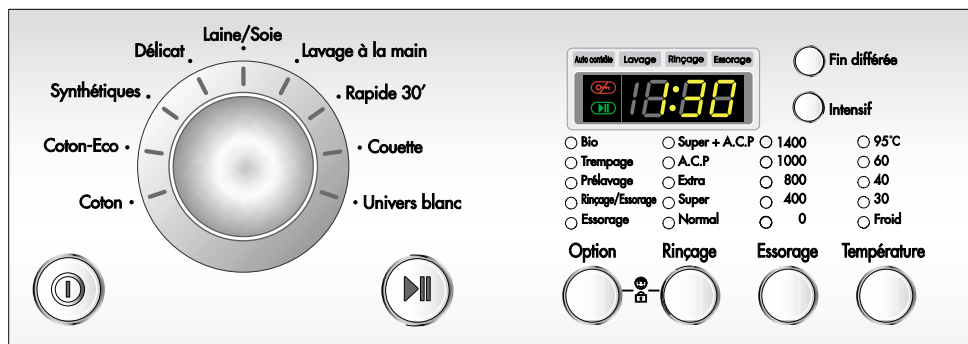 Laine/Soie
Délicat
Lavage à la main
Synthétiques
Rapide 30′
Coton-Eco
Couette
Coton
Univers blanc
Auto contrôle Lavage Rinçage Essorage
1:30
Fin différée
Intensif
Bio Super + A.C.P 1400 95°C
Trempage A.C.P 1000 60
Prélavage Extra 800 40
Rinçage/Essorage Super 400 30
Essorage Normal 0 Froid
Option Rinçage Essorage Température